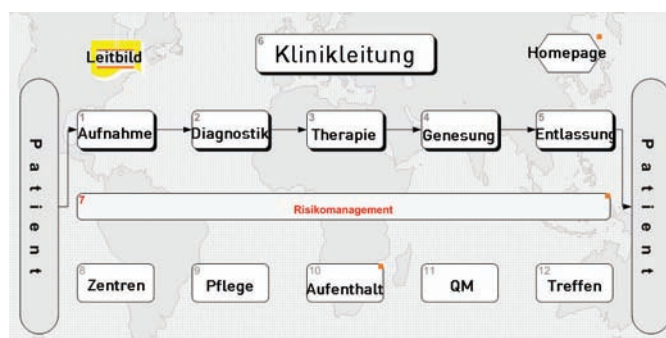 Leitbild
6
Klinikleitung
Homepage
Patient
1
Aufnahme
2
Diagnostik
3
Therapie
4
Genesung
5
Entlassung
Patient
7
Risikomanagement
8
Zentren
9
Pflege
10
Aufenthalt
11
QM
12
Treffen